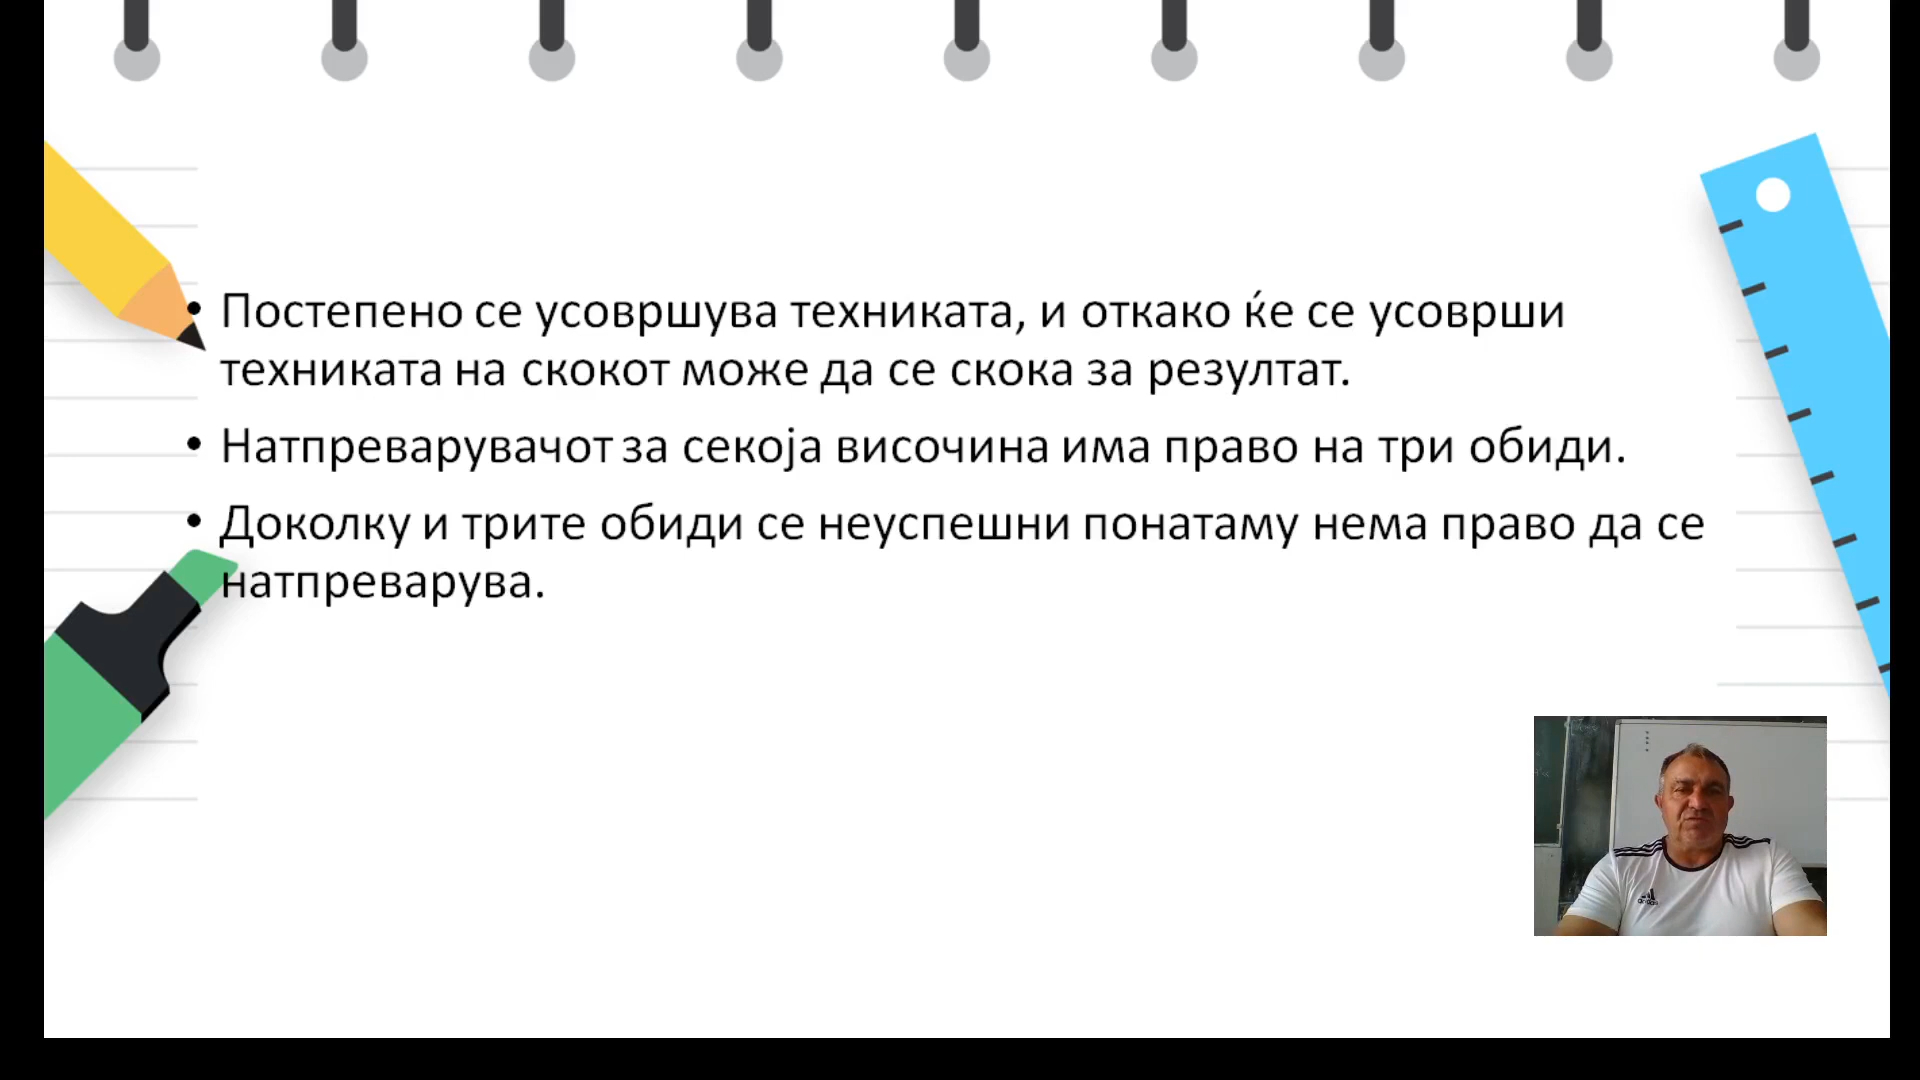 • Постепено се усовршува техниката, и откако ќе се усоврши
техниката на скокот може да се скока за резултат.
• Натпреварувачот за секоја височина има право на три обиди.
• Доколку и трите обиди се неуспешни понатаму нема право да се
натпреварува.
adidas